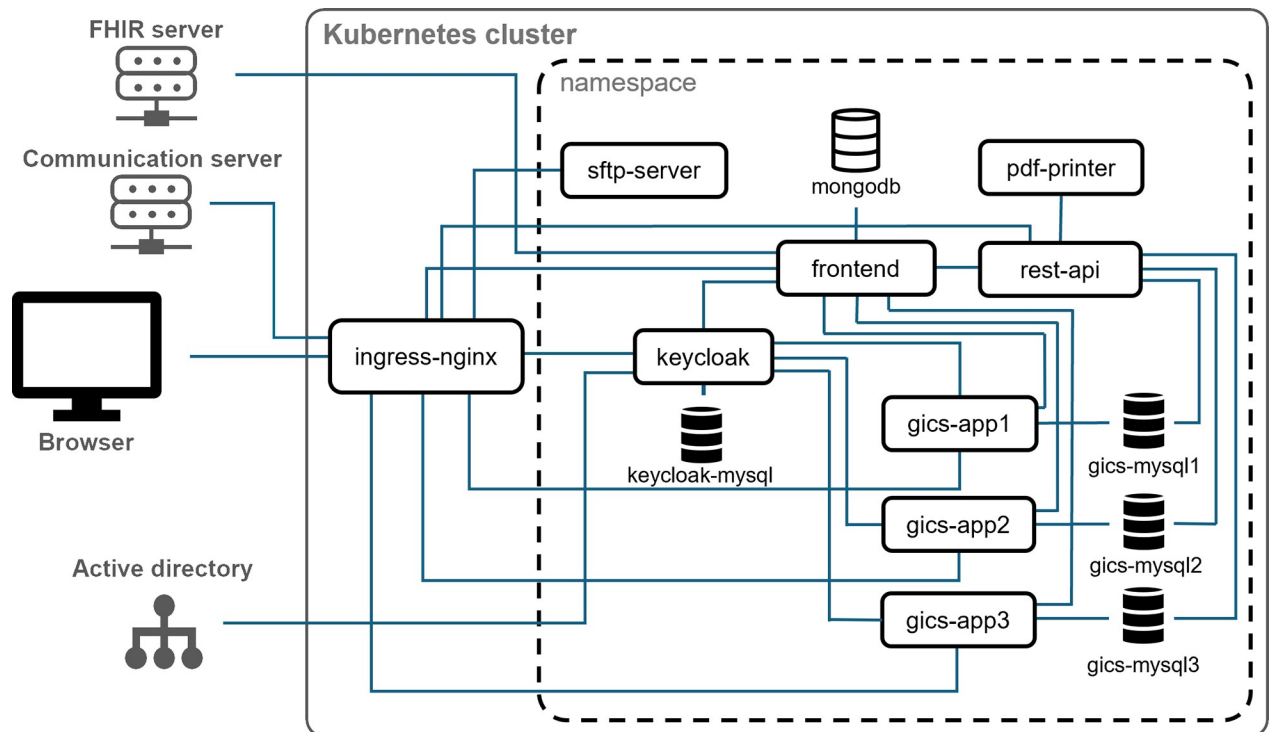 FHIR server
Kubernetes cluster
namespace
Communication server
sftp-server
mongodb
pdf-printer
frontend
rest-api
ingress-nginx
keycloak
Browser
keycloak-mysql
gics-app1
gics-mysql1
gics-app2
gics-mysql2
Active directory
gics-app3
gics-mysql3